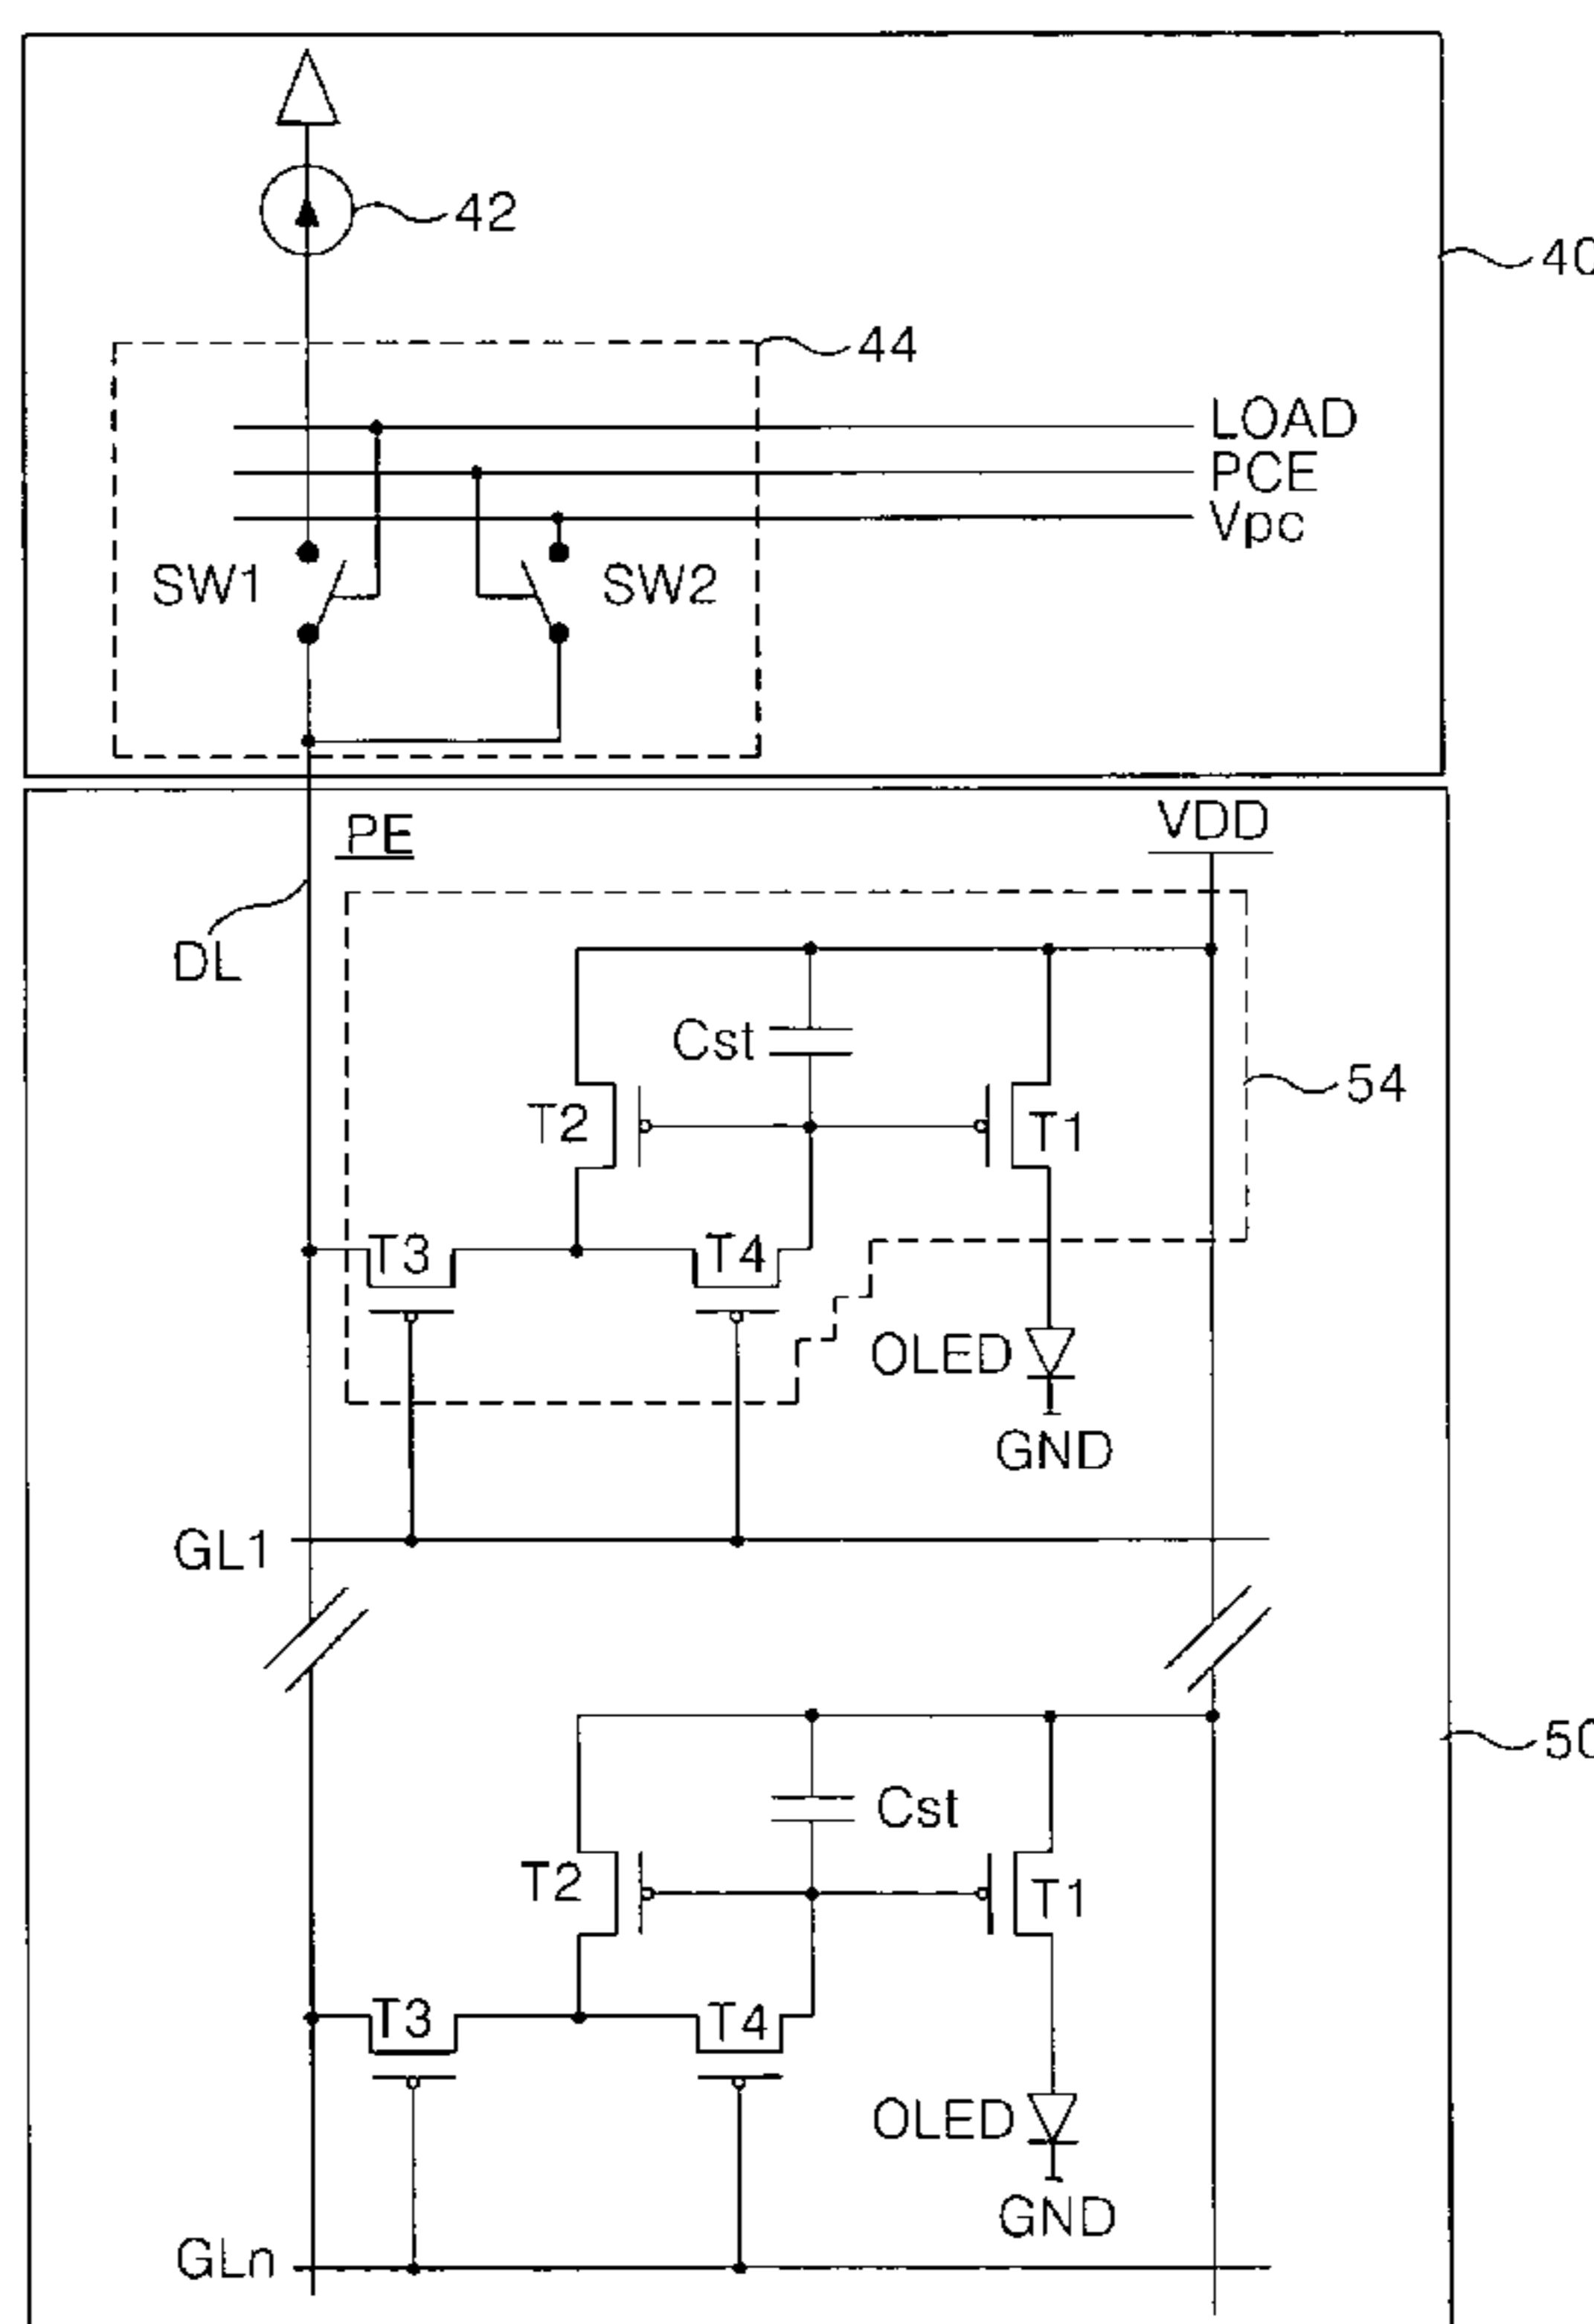 42
40
44
LOAD
PCE
Vpc
SW1 SW2
PE VDD
DL
Cst
54
T2 T1
T3 T4
OLED
GND
GL1
50
Cst
T2 T1
T3 T4
OLED
GND
GLn